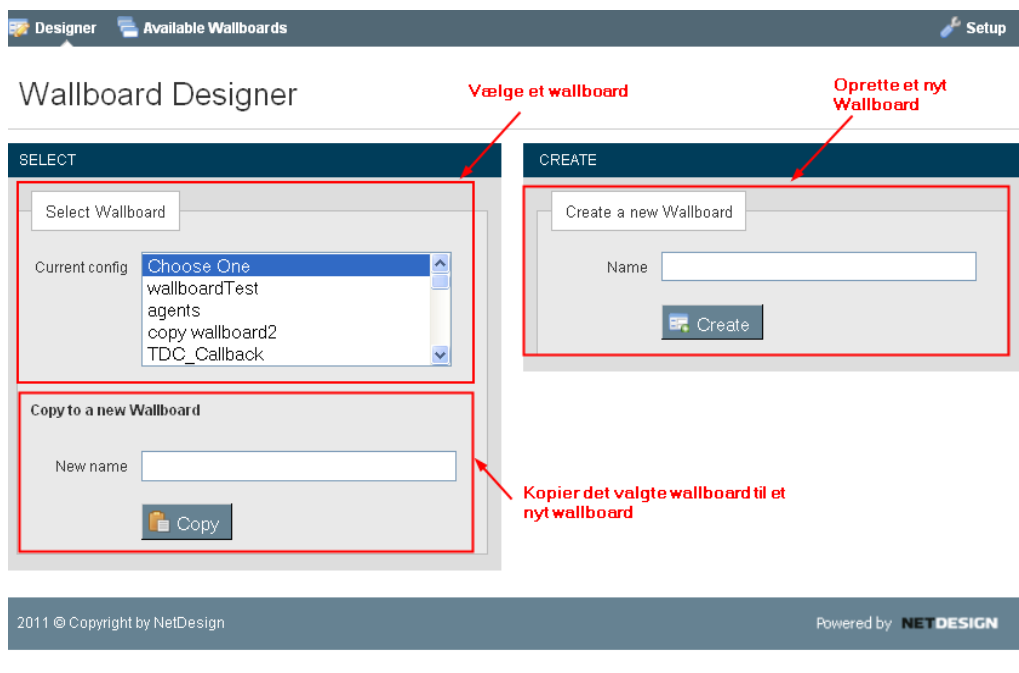 Designer
Available Wallboards
Setup
Wallboard Designer
Vælge et wallboard
Oprette et nyt
Wallboard
SELECT
CREATE
Select Wallboard
Create a new Wallboard
Current config
Choose One
wallboardTest
agents
copy wallboard2
TDC_Callback
Name
Create
Copy to a new Wallboard
New name
Copy
Kopier det valgte wallboard til et
nyt wallboard
2011 © Copyright by NetDesign
Powered by NETDESIGN